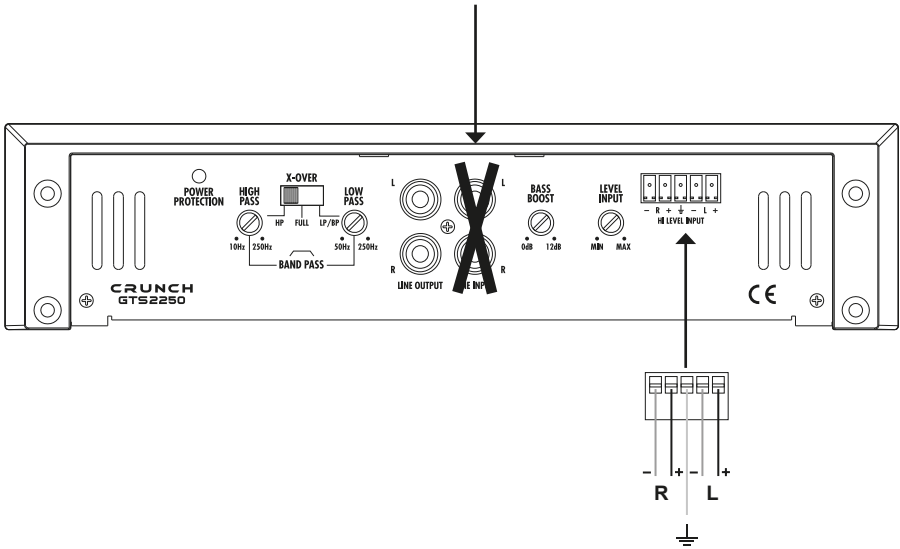 POWER
PROTECTION
HIGH
PASS
X-OVER
LOW
PASS
HP
FULL
LP/BP
10Hz
250Hz
50Hz
250Hz
BAND PASS
CRUNCH
GTS2250
L
R
LINE OUTPUT
L
R
BASS
BOOST
0dB
12dB
LEVEL
INPUT
MIN
MAX
- R + - L +
HI LEVEL INPUT
CE
- + - +
R L